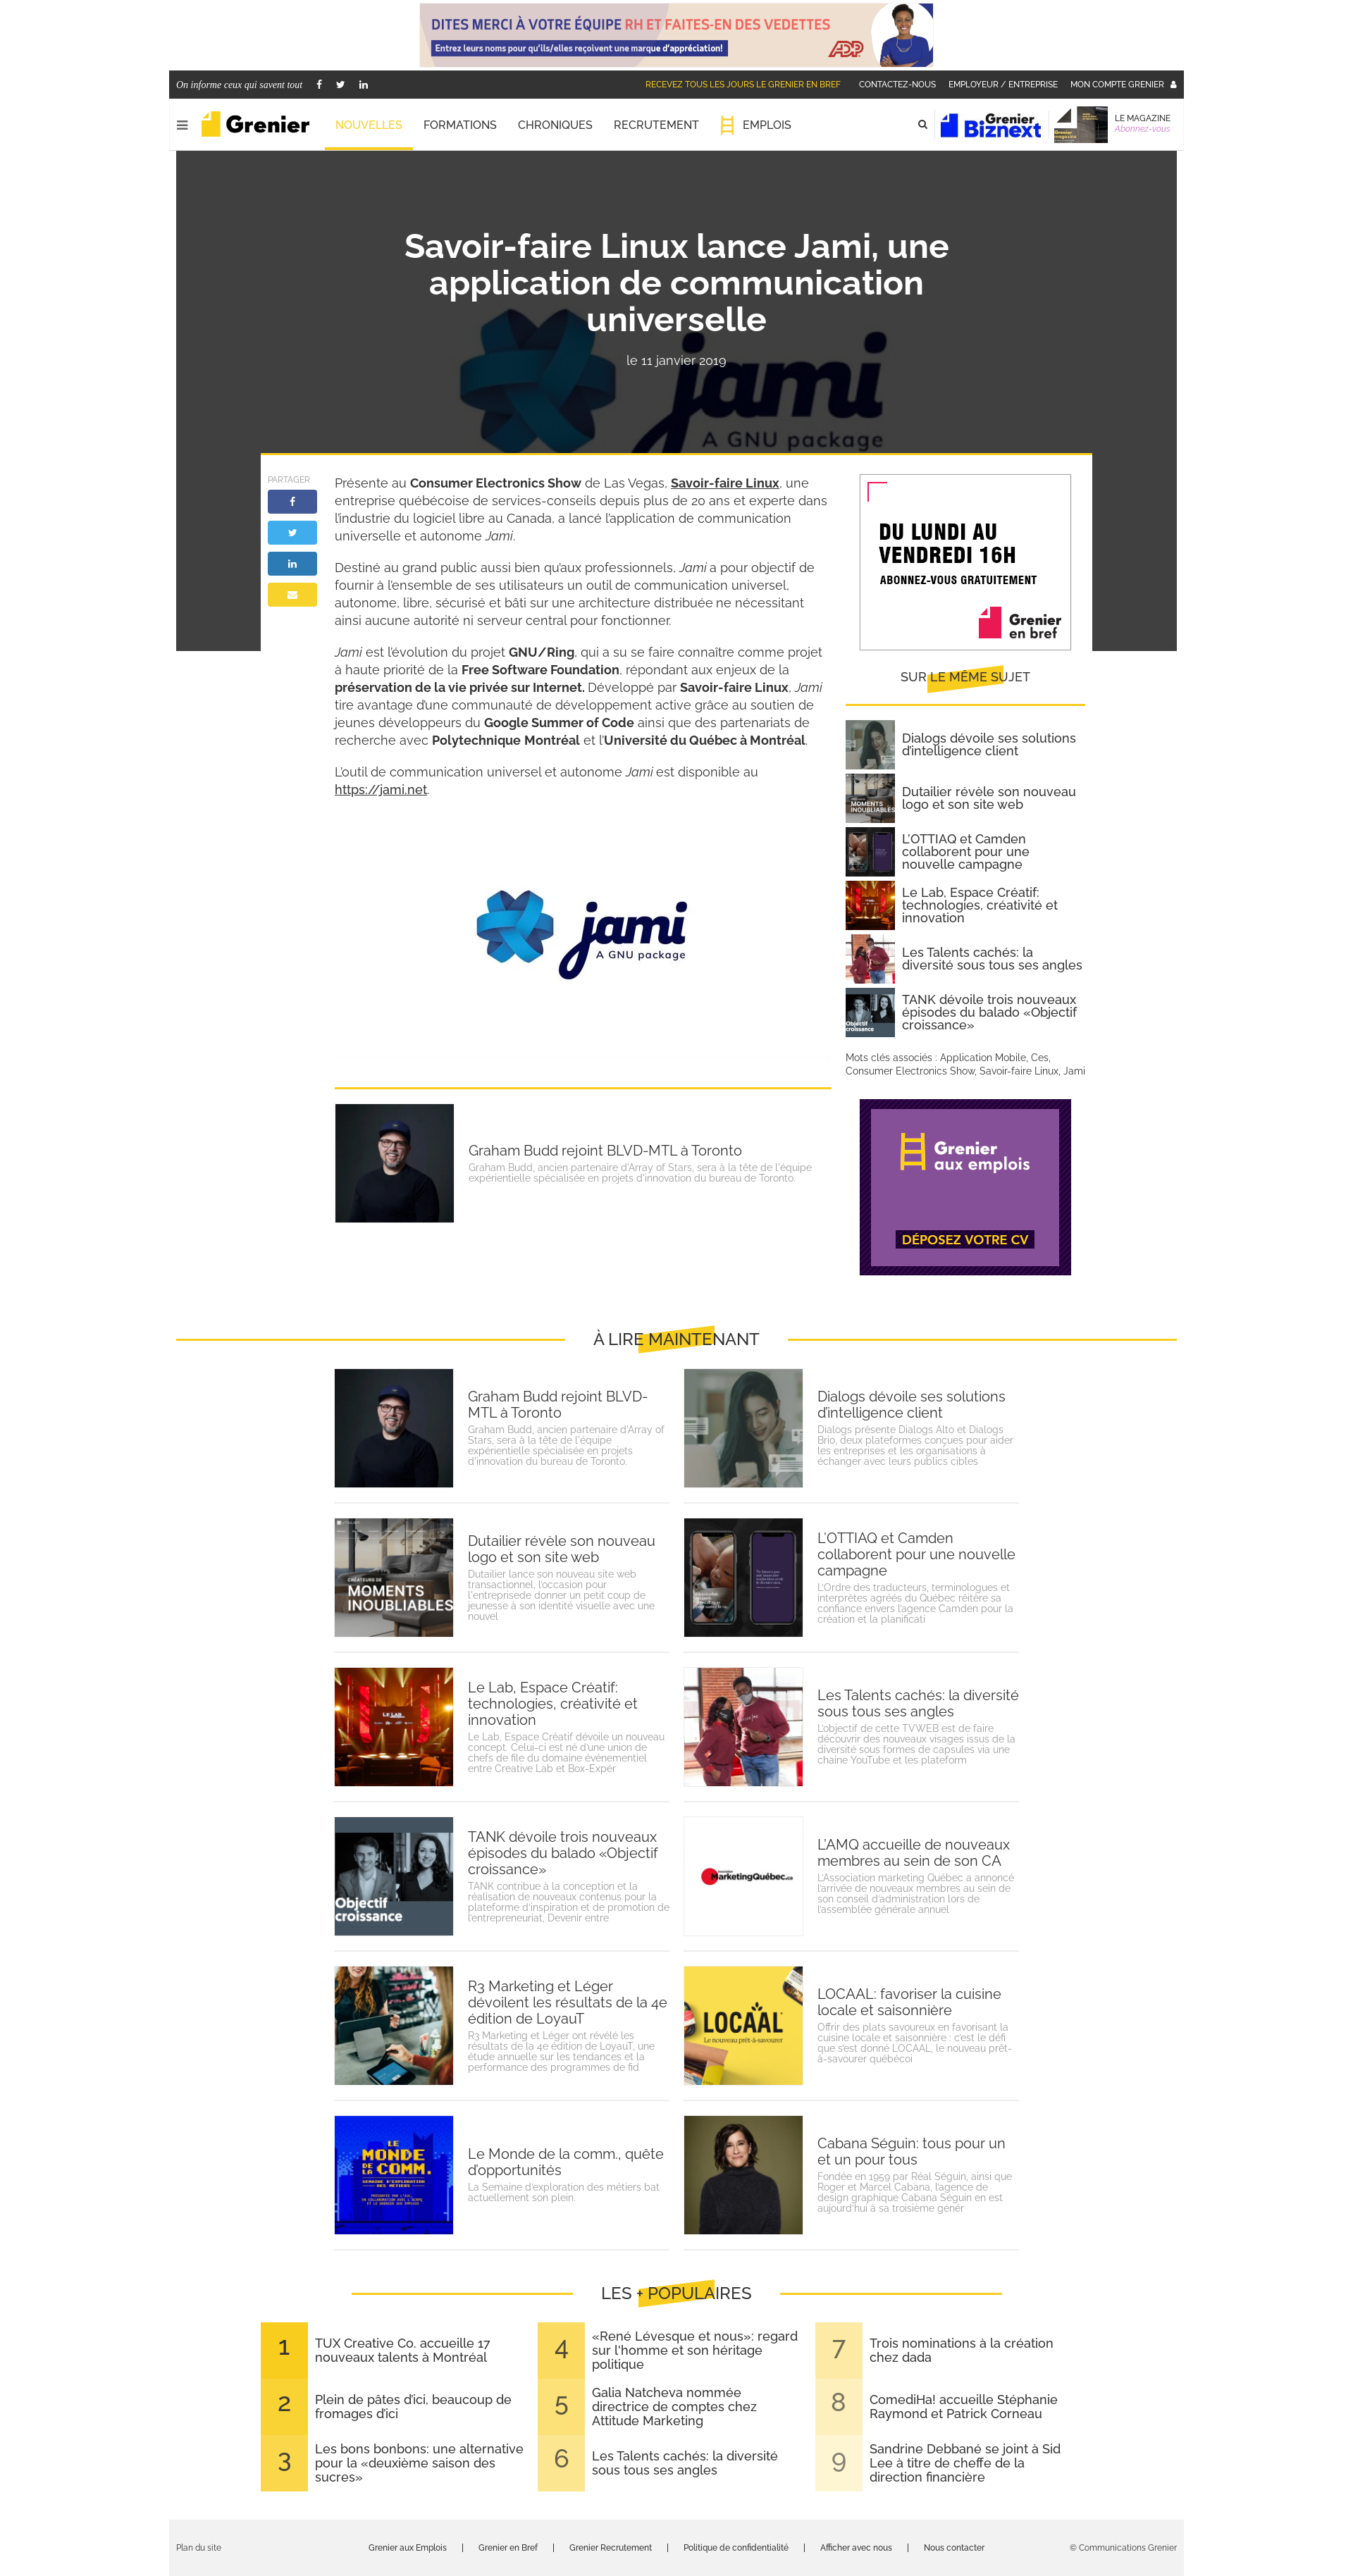 DITES MERCI À VOTRE ÉQUIPE RH ET FAITES-EN DES VEDETTES
Entrez leurs noms pour qu'ils/elles reçoivent une marque d'appréciation!
ADP
On informe ceux qui savent tout
RECEVEZ TOUS LES JOURS LE GRENIER EN BREF
CONTACTEZ-NOUS
EMPLOYEUR / ENTREPRISE
MON COMPTE GRENIER
Grenier
NOUVELLES
FORMATIONS
CHRONIQUES
RECRUTEMENT
EMPLOIS
Grenier
Biznext
LE MAGAZINE
Abonnez-vous
Savoir-faire Linux lance Jami, une
application de communication
universelle
le 11 janvier 2019
jami
A GNU package
PARTAGER
Présente au Consumer Electronics Show de Las Vegas, Savoir-faire Linux, une
entreprise québécoise de services-conseils depuis plus de 20 ans et experte dans
l'industrie du logiciel libre au Canada, a lancé l'application de communication
universelle et autonome Jami.
Destiné au grand public aussi bien qu'aux professionnels, Jami a pour objectif de
fournir à l'ensemble de ses utilisateurs un outil de communication universel,
autonome, libre, sécurisé et bâti sur une architecture distribuée ne nécessitant
ainsi aucune autorité ni serveur central pour fonctionner.
Jami est l'évolution du projet GNU/Ring, qui a su se faire connaître comme projet
à haute priorité de la Free Software Foundation, répondant aux enjeux de la
préservation de la vie privée sur Internet. Développé par Savoir-faire Linux, Jami
tire avantage d'une communauté de développement active grâce au soutien de
jeunes développeurs du Google Summer of Code ainsi que des partenariats de
recherche avec Polytechnique Montréal et l'Université du Québec à Montréal.
L'outil de communication universel et autonome Jami est disponible au
https://jami.net.
jami
A GNU package
Graham Budd rejoint BLVD-MTL à Toronto
Graham Budd, ancien partenaire d'Array of Stars, sera à la tête de l'équipe
expérientielle spécialisée en projets d'innovation du bureau de Toronto.
DU LUNDI AU
VENDREDI 16H
ABONNEZ-VOUS GRATUITEMENT
Grenier
en bref
SUR LE MÊME SUJET
Dialogs dévoile ses solutions
d'intelligence client
MOMENTS
INOUBLIABLES
Dutailier révèle son nouveau
logo et son site web
L'OTTIAQ et Camden
collaborent pour une
nouvelle campagne
Le Lab, Espace Créatif:
technologies, créativité et
innovation
Les Talents cachés: la
diversité sous tous ses angles
Objectif
croissance
TANK dévoile trois nouveaux
épisodes du balado «Objectif
croissance»
Mots clés associés : Application Mobile, Ces,
Consumer Electronics Show, Savoir-faire Linux, Jami
Grenier
aux emplois
DÉPOSEZ VOTRE CV
À LIRE MAINTENANT
Graham Budd rejoint BLVD-
MTL à Toronto
Graham Budd, ancien partenaire d'Array of
Stars, sera à la tête de l'équipe
expérientielle spécialisée en projets
d'innovation du bureau de Toronto.
Dialogs dévoile ses solutions
d'intelligence client
Dialogs présente Dialogs Alto et Dialogs
Brio, deux plateformes conçues pour aider
les entreprises et les organisations à
échanger avec leurs publics cibles
CRÉATEURS DE
MOMENTS
INOUBLIABLES
Dutailier révèle son nouveau
logo et son site web
Dutailier lance son nouveau site web
transactionnel, l'occasion pour
l'entreprisede donner un petit coup de
jeunesse à son identité visuelle avec une
nouvel
L'OTTIAQ et Camden
collaborent pour une nouvelle
campagne
L'Ordre des traducteurs, terminologues et
interprètes agréés du Québec réitère sa
confiance envers l'agence Camden pour la
création et la planificati
LE LAB
Le Lab, Espace Créatif:
technologies, créativité et
innovation
Le Lab, Espace Créatif dévoile un nouveau
concept. Celui-ci est né d'une union de
chefs de file du domaine événementiel
entre Creative Lab et Box-Expér
Les Talents cachés: la diversité
sous tous ses angles
L'objectif de cette TVWEB est de faire
découvrir des nouveaux visages issus de la
diversité sous formes de capsules via une
chaine YouTube et les plateform
Objectif
croissance
TANK dévoile trois nouveaux
épisodes du balado «Objectif
croissance»
TANK contribue à la conception et la
réalisation de nouveaux contenus pour la
plateforme d'inspiration et de promotion de
l'entrepreneuriat, Devenir entre
MarketingQuébec.ca
L'AMQ accueille de nouveaux
membres au sein de son CA
L'Association marketing Québec a annoncé
l'arrivée de nouveaux membres au sein de
son conseil d'administration lors de
l'assemblée générale annuel
R3 Marketing et Léger
dévoilent les résultats de la 4e
édition de LoyauT
R3 Marketing et Léger ont révélé les
résultats de la 4e édition de LoyauT, une
étude annuelle sur les tendances et la
performance des programmes de fid
LOCAAL
Le nouveau prêt-à-savourer
LOCAAL: favoriser la cuisine
locale et saisonnière
Offrir des plats savoureux en favorisant la
cuisine locale et saisonnière : c'est le défi
que s'est donné LOCAAL, le nouveau prêt-
à-savourer québécoi
LE
MONDE
DE LA COMM.
SEMAINE D'EXPLORATION
DES MÉTIERS
Le Monde de la comm., quête
d'opportunités
La Semaine d'exploration des métiers bat
actuellement son plein.
Cabana Séguin: tous pour un
et un pour tous
Fondée en 1959 par Réal Séguin, ainsi que
Roger et Marcel Cabana, l'agence de
design graphique Cabana Séguin en est
aujourd'hui à sa troisième génér
LES + POPULAIRES
1
TUX Creative Co. accueille 17
nouveaux talents à Montréal
2
Plein de pâtes d'ici, beaucoup de
fromages d'ici
3
Les bons bonbons: une alternative
pour la «deuxième saison des
sucres»
4
«René Lévesque et nous»: regard
sur l'homme et son héritage
politique
5
Galia Natcheva nommée
directrice de comptes chez
Attitude Marketing
6
Les Talents cachés: la diversité
sous tous ses angles
7
Trois nominations à la création
chez dada
8
ComediHa! accueille Stéphanie
Raymond et Patrick Corneau
9
Sandrine Debbané se joint à Sid
Lee à titre de cheffe de la
direction financière
Plan du site
Grenier aux Emplois | Grenier en Bref | Grenier Recrutement | Politique de confidentialité | Afficher avec nous | Nous contacter
© Communications Grenier